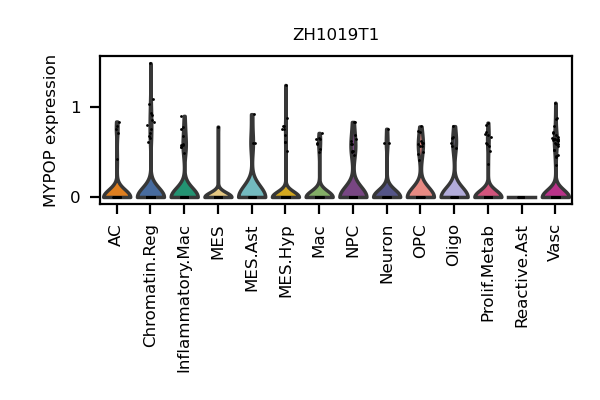 ZH1019T1
MYPOP expression
1
0
AC
Chromatin.Reg
Inflammatory.Mac
MES
MES.Ast
MES.Hyp
Mac
NPC
Neuron
OPC
Oligo
Prolif.Metab
Reactive.Ast
Vasc